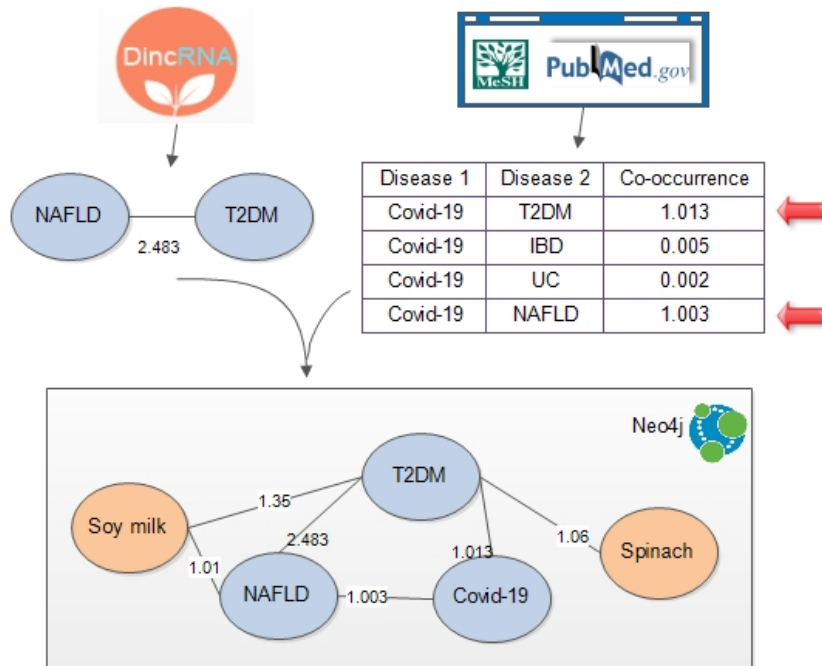 DincRNA
MeSH
PubMed.gov
NAFLD
T2DM
2.483
Disease 1 Disease 2 Co-occurrence
Covid-19 T2DM 1.013
Covid-19 IBD 0.005
Covid-19 UC 0.002
Covid-19 NAFLD 1.003
Neo4j
T2DM
Soy milk
1.35
2.483
1.013
1.06
Spinach
1.01
NAFLD
1.003
Covid-19